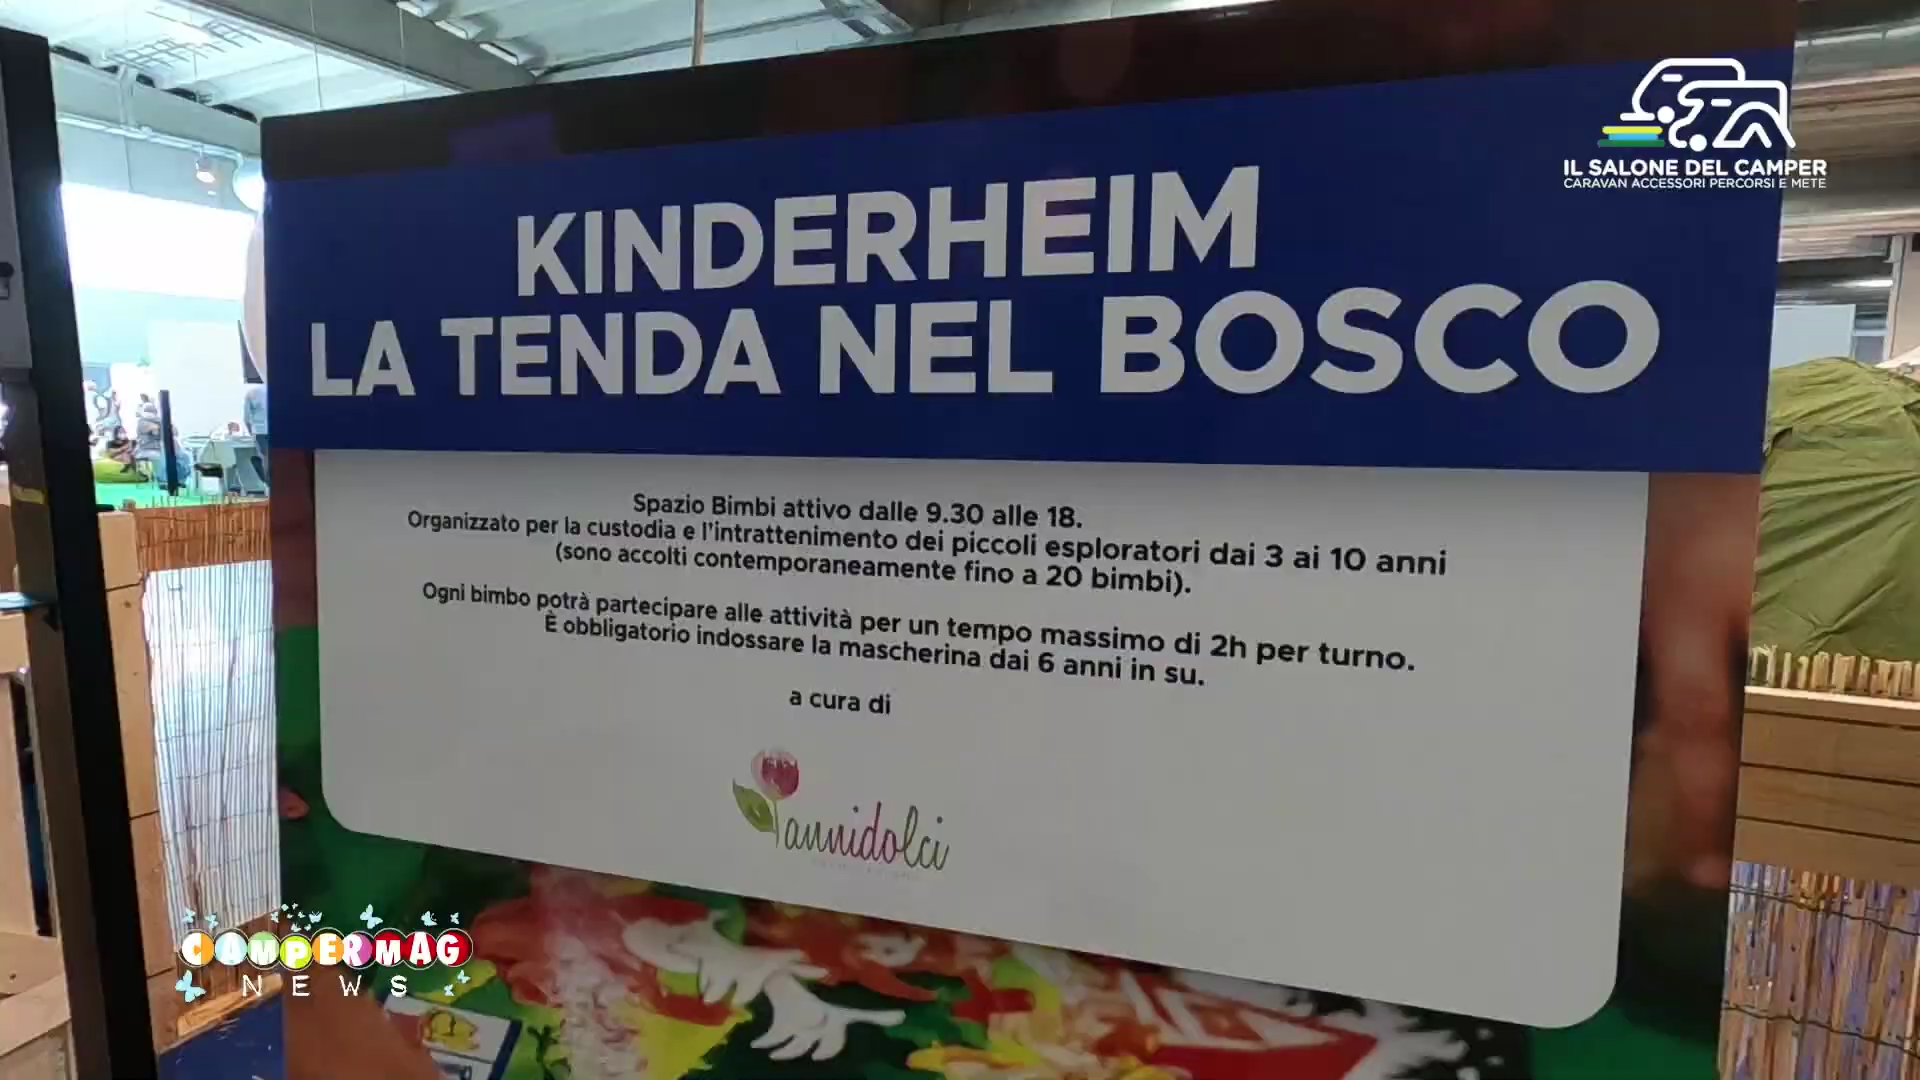 IL SALONE DEL CAMPER
CARAVAN ACCESSORI PERCORSI E METE
KINDERHEIM
LA TENDA NEL BOSCO
Spazio Bimbi attivo dalle 9.30 alle 18.
Organizzato per la custodia e l'intrattenimento dei piccoli esploratori dai 3 ai 10 anni
(sono accolti contemporaneamente fino a 20 bimbi).
Ogni bimbo potrà partecipare alle attività per un tempo massimo di 2h per turno.
È obbligatorio indossare la mascherina dai 6 anni in su.
a cura di
annidolci
CAMPERMAG
NEWS